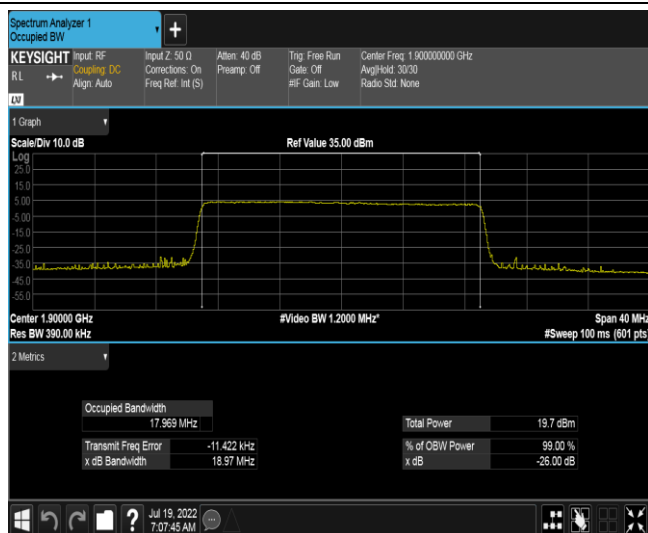 Spectrum Analyzer 1
Occupied BW
+
KEYSIGHT
RL
LXI
Input: RF
Coupling: DC
Align: Auto
Input Z: 50 Ω
Corrections: On
Freq Ref: Int (S)
Atten: 40 dB
Preamp: Off
Trig: Free Run
Gate: Off
#IF Gain: Low
Center Freq: 1.900000000 GHz
Avg|Hold: 30/30
Radio Std: None
1 Graph
Scale/Div 10.0 dB
Ref Value 35.00 dBm
Log
25.0
15.0
5.00
-5.00
-15.0
-25.0
-35.0
-45.0
-55.0
Center 1.90000 GHz
#Video BW 1.2000 MHz*
Span 40 MHz
Res BW 390.00 kHz
#Sweep 100 ms (601 pts)
2 Metrics
Occupied Bandwidth
17.969 MHz
Total Power 19.7 dBm
Transmit Freq Error -11.422 kHz
% of OBW Power 99.00 %
x dB Bandwidth 18.97 MHz
x dB -26.00 dB
?
Jul 19, 2022
7:07:45 AM